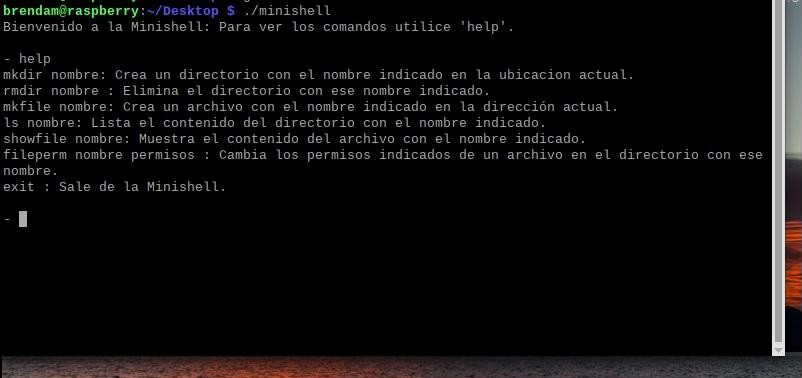 brendam@raspberry:~/Desktop $ ./minishell
Bienvenido a la Minishell: Para ver los comandos utilice 'help'.
- help
mkdir nombre: Crea un directorio con el nombre indicado en la ubicacion actual.
rmdir nombre : Elimina el directorio con ese nombre indicado.
mkfile nombre: Crea un archivo con el nombre indicado en la dirección actual.
ls nombre: Lista el contenido del directorio con el nombre indicado.
showfile nombre: Muestra el contenido del archivo con el nombre indicado.
fileperm nombre permisos : Cambia los permisos indicados de un archivo en el directorio con ese
nombre.
exit : Sale de la Minishell.
-